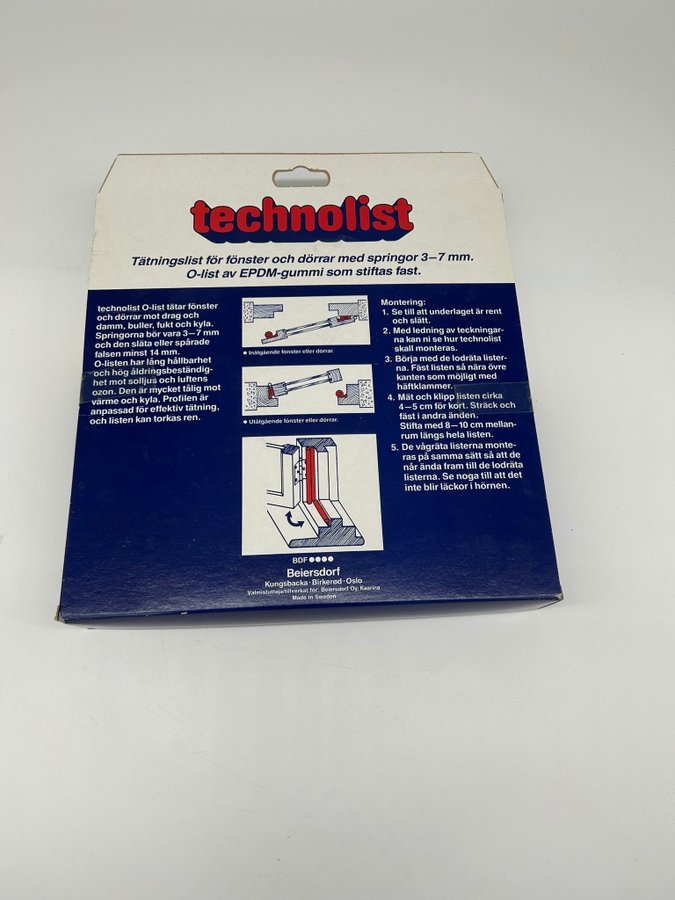 technolist
Tätningslist för fönster och dörrar med springor 3–7 mm.
O-list av EPDM-gummi som stiftas fast.
technolist O-list tätar fönster
och dörrar mot drag och
damm, buller, fukt och kyla.
Springorna bör vara 3–7 mm
och den släta eller spårade
falsen minst 14 mm.
O-listen har lång hållbarhet
och hög åldringsbeständig-
het mot solljus och luftens
ozon. Den är mycket tålig mot
värme och kyla. Profilen är
anpassad för effektiv tätning,
och listen kan torkas ren.
• Inåtgående fönster eller dörrar.
• Utåtgående fönster eller dörrar.
Montering:
1. Se till att underlaget är rent
och slätt.
2. Med ledning av teckningar-
na kan ni se hur technolist
skall monteras.
3. Börja med de lodräta lister-
na. Fäst listen så nära övre
kanten som möjligt med
häftklammer.
4. Mät och klipp listen cirka
4–5 cm för kort. Sträck och
fäst i andra änden.
Stifta med 8–10 cm mellan-
rum längs hela listen.
5. De vågräta listerna monte-
ras på samma sätt så att de
når ända fram till de lodräta
listerna. Se noga till att det
inte blir läckor i hörnen.
BDF ●●●●
Beiersdorf
Kungsbacka · Birkerød · Oslo
Valmistuttaja/tillverkat för: Beiersdorf Oy, Kaarina
Made in Sweden